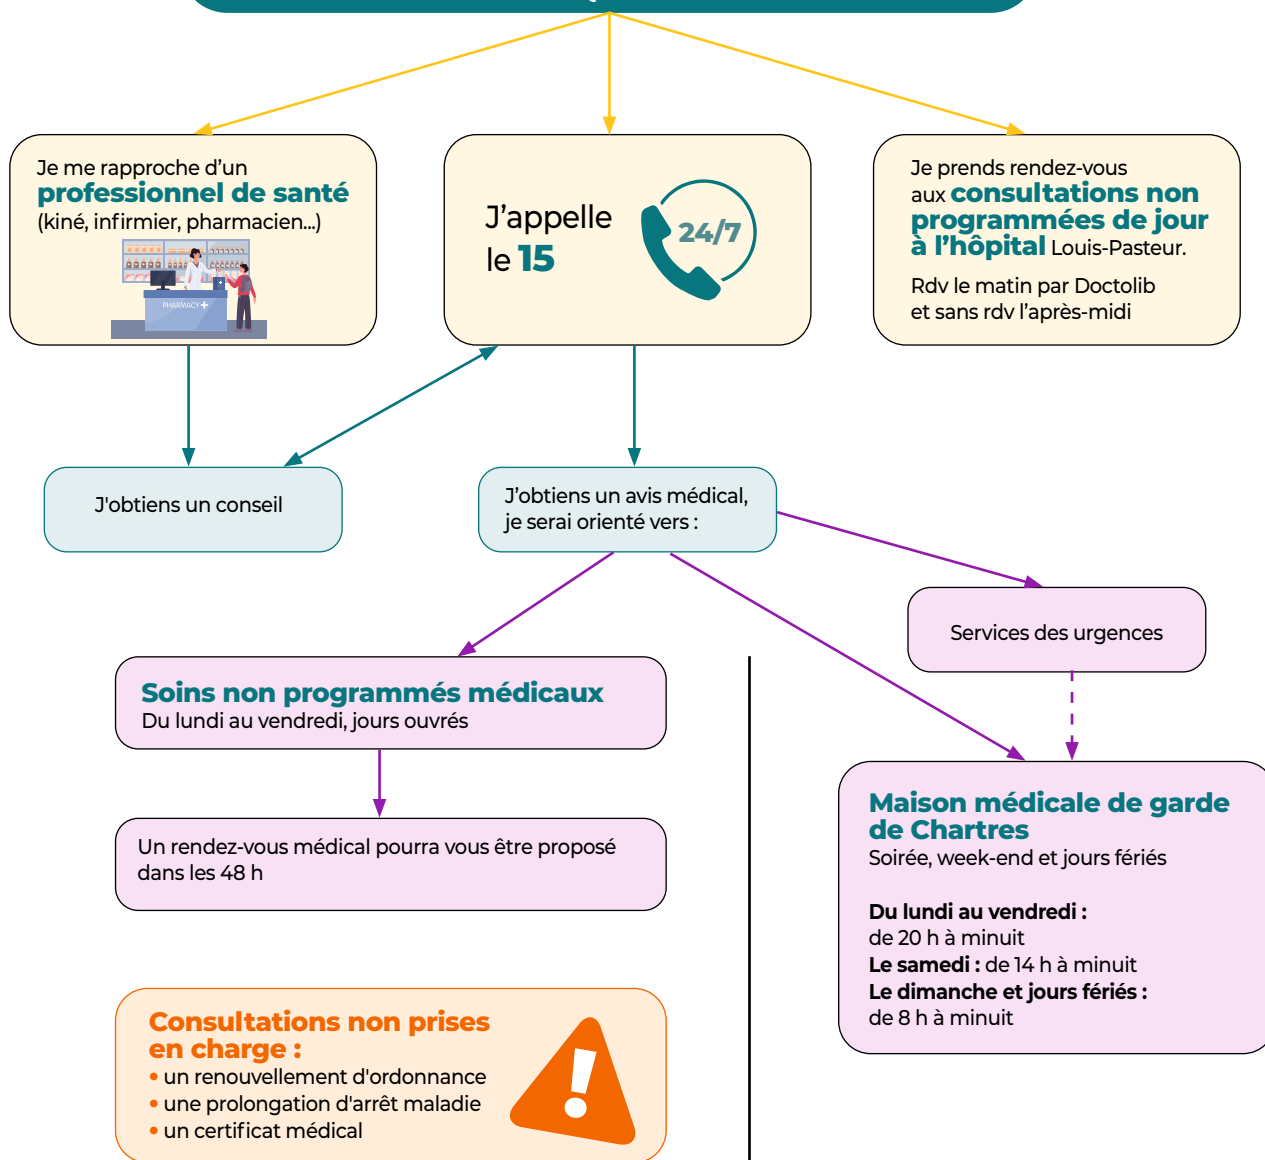 Je me rapproche d’un
professionnel de santé
(kiné, infirmier, pharmacien...)
PHARMACY
J’appelle
le 15
24/7
Je prends rendez-vous
aux consultations non
programmées de jour
à l’hôpital Louis-Pasteur.
Rdv le matin par Doctolib
et sans rdv l’après-midi
J'obtiens un conseil
J’obtiens un avis médical,
je serai orienté vers :
Services des urgences
Soins non programmés médicaux
Du lundi au vendredi, jours ouvrés
Un rendez-vous médical pourra vous être proposé
dans les 48 h
Maison médicale de garde
de Chartres
Soirée, week-end et jours fériés
Du lundi au vendredi :
de 20 h à minuit
Le samedi : de 14 h à minuit
Le dimanche et jours fériés :
de 8 h à minuit
Consultations non prises
en charge :
• un renouvellement d'ordonnance
• une prolongation d'arrêt maladie
• un certificat médical